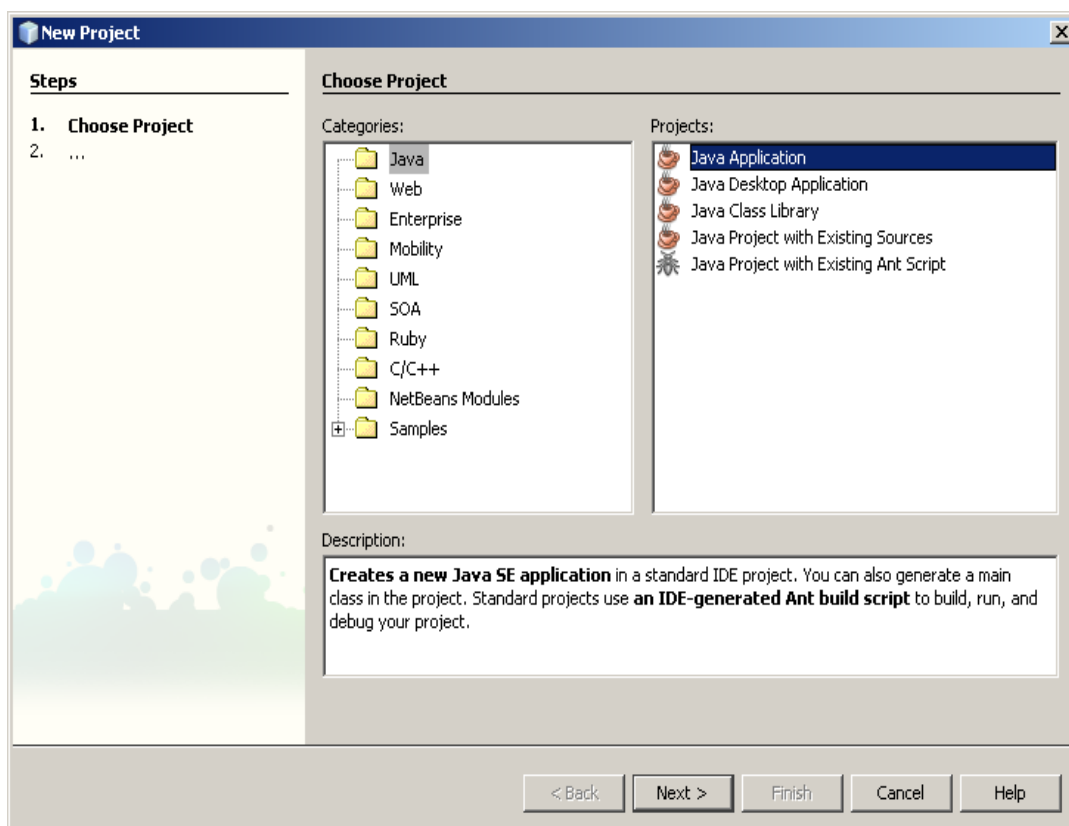 New Project
Steps
1. Choose Project
2. ...
Choose Project
Categories:
Java
Web
Enterprise
Mobility
UML
SOA
Ruby
C/C++
NetBeans Modules
Samples
Projects:
Java Application
Java Desktop Application
Java Class Library
Java Project with Existing Sources
Java Project with Existing Ant Script
Description:
Creates a new Java SE application in a standard IDE project. You can also generate a main
class in the project. Standard projects use an IDE-generated Ant build script to build, run, and
debug your project.
< Back
Next >
Finish
Cancel
Help